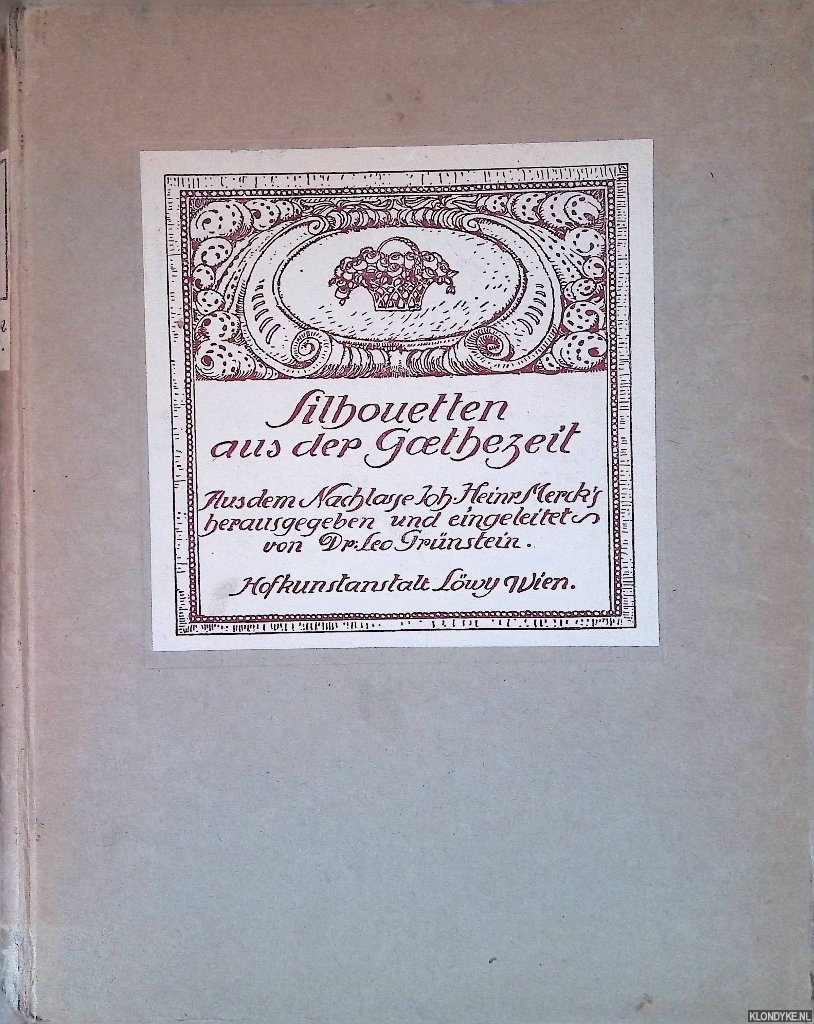 Silhouetten
aus der Gœthezeit
Aus dem Nachlasse Joh. Heinr. Merck's
herausgegeben und eingeleitet
von Dr. Leo Grünstein.
Hofkunstanstalt Löwy Wien.
KLONDYKE.NL